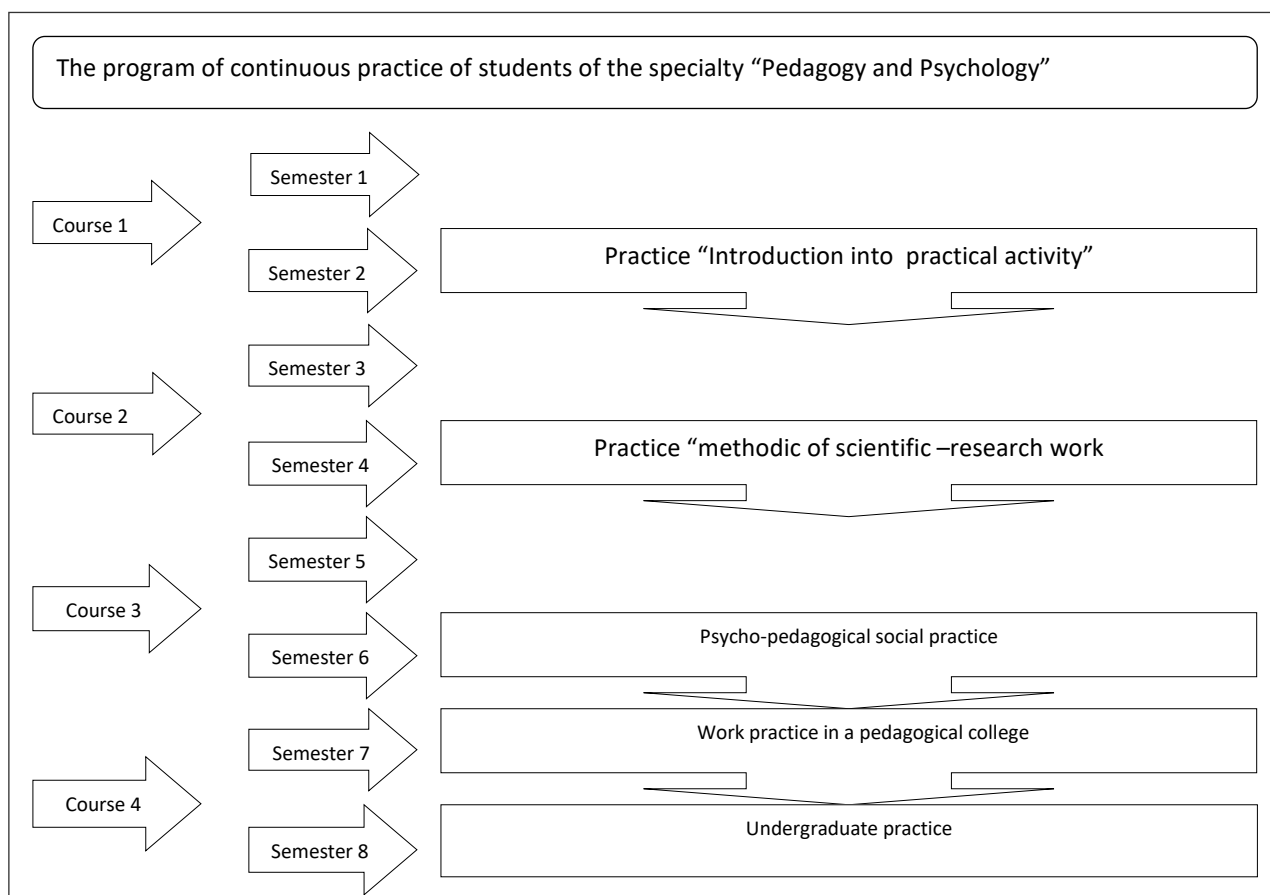 The program of continuous practice of students of the specialty “Pedagogy and Psychology”
Semester 1
Course 1
Semester 2
Practice “Introduction into practical activity”
Semester 3
Course 2
Semester 4
Practice “methodic of scientific –research work
Semester 5
Course 3
Semester 6
Psycho-pedagogical social practice
Semester 7
Work practice in a pedagogical college
Course 4
Semester 8
Undergraduate practice